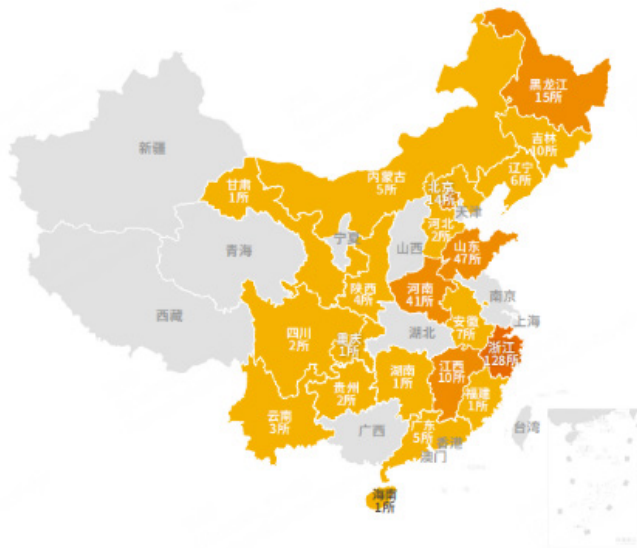 黑龙江
15所
吉林
10所
辽宁
6所
新疆
内蒙古
5所
甘肃
1所
北京
14所
天津
河北
2所
宁夏
山西
青海
山东
47所
陕西
4所
河南
41所
南京
西藏
上海
安徽
7所
四川
2所
重庆
1所
湖北
浙江
128所
湖南
1所
江西
10所
贵州
2所
福建
1所
云南
3所
广西
广东
5所
台湾
香港
澳门
海南
1所